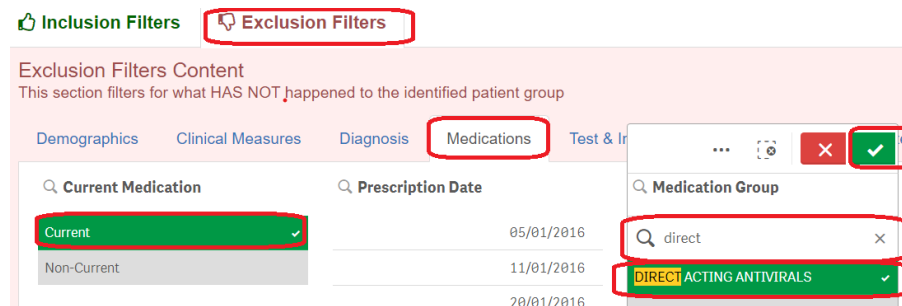 Inclusion Filters
Exclusion Filters
Exclusion Filters Content
This section filters for what HAS NOT happened to the identified patient group
Demographics
Clinical Measures
Diagnosis
Medications
Test & I
Current Medication
Current
Non-Current
Prescription Date
05/01/2016
11/01/2016
20/01/2016
Medication Group
direct
DIRECT ACTING ANTIVIRALS